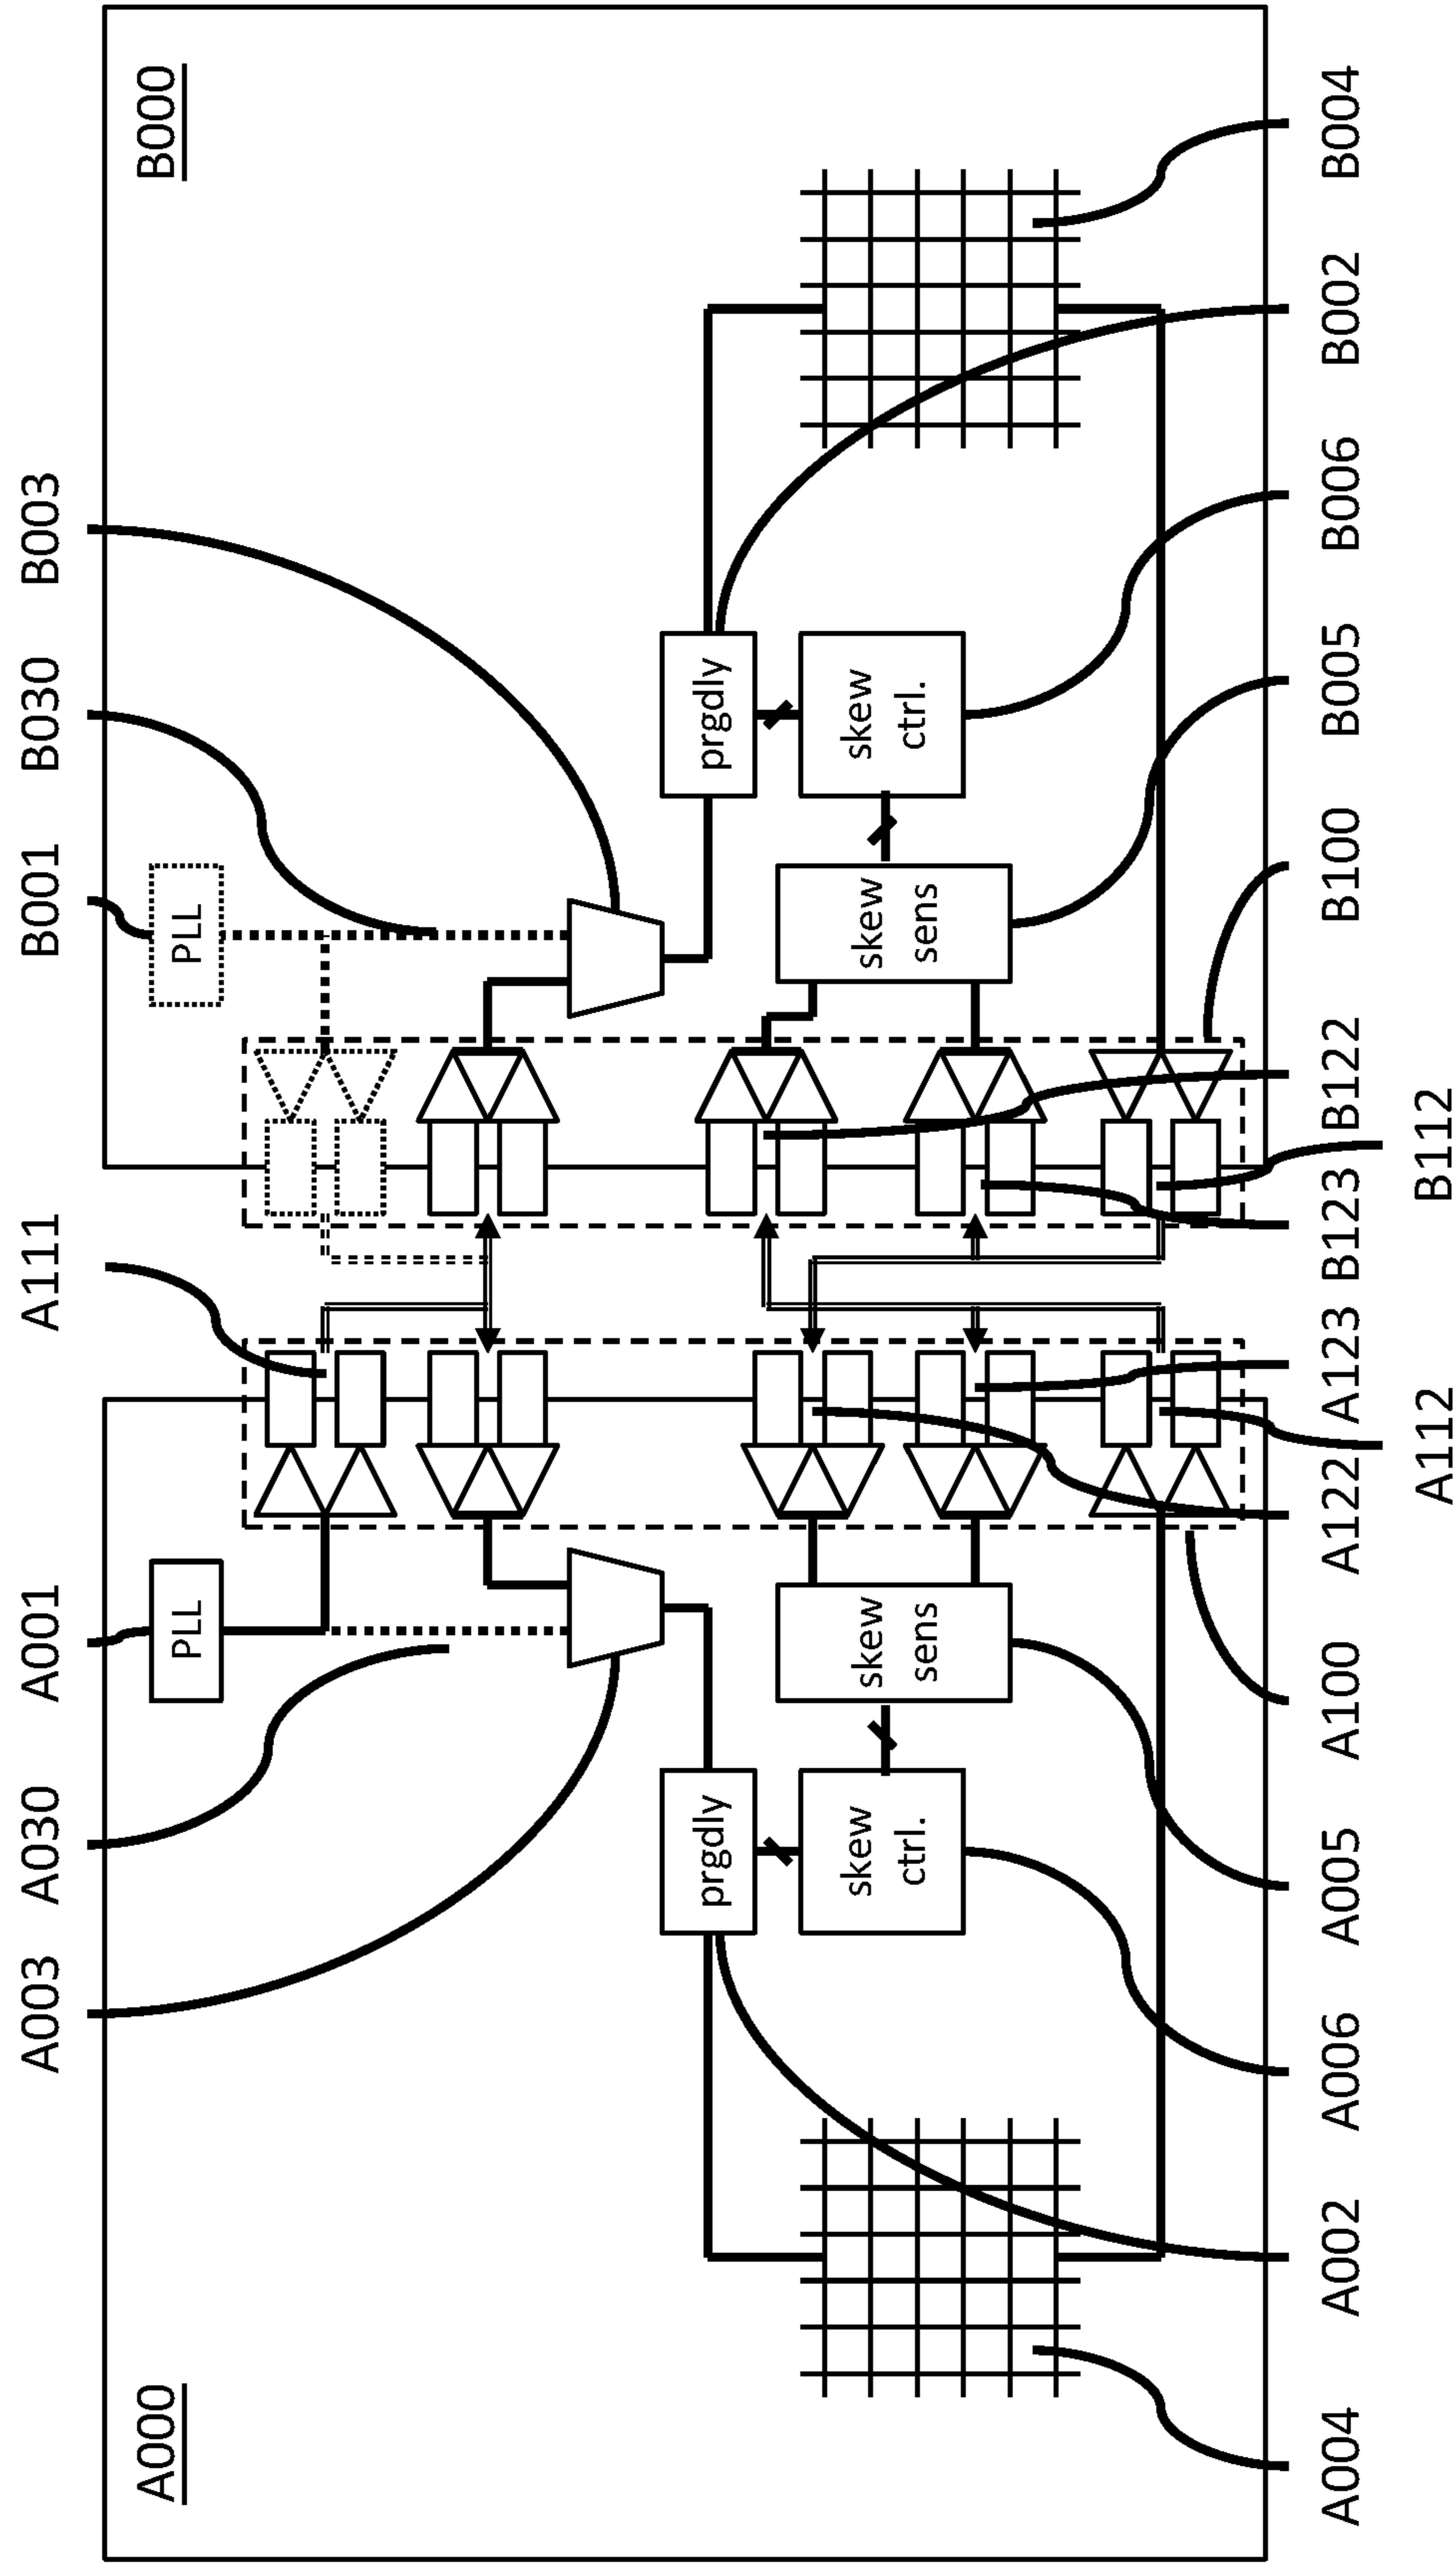 A003
A030
A001
A111
B001
B030
B003
A000
B000
PLL
PLL
prgdly
prgdly
skew
ctrl.
skew
sens
skew
sens
skew
ctrl.
A004
A002
A006
A005
A100
A122
A123
B123
B122
B100
B005
B006
B002
B004
A112
B112